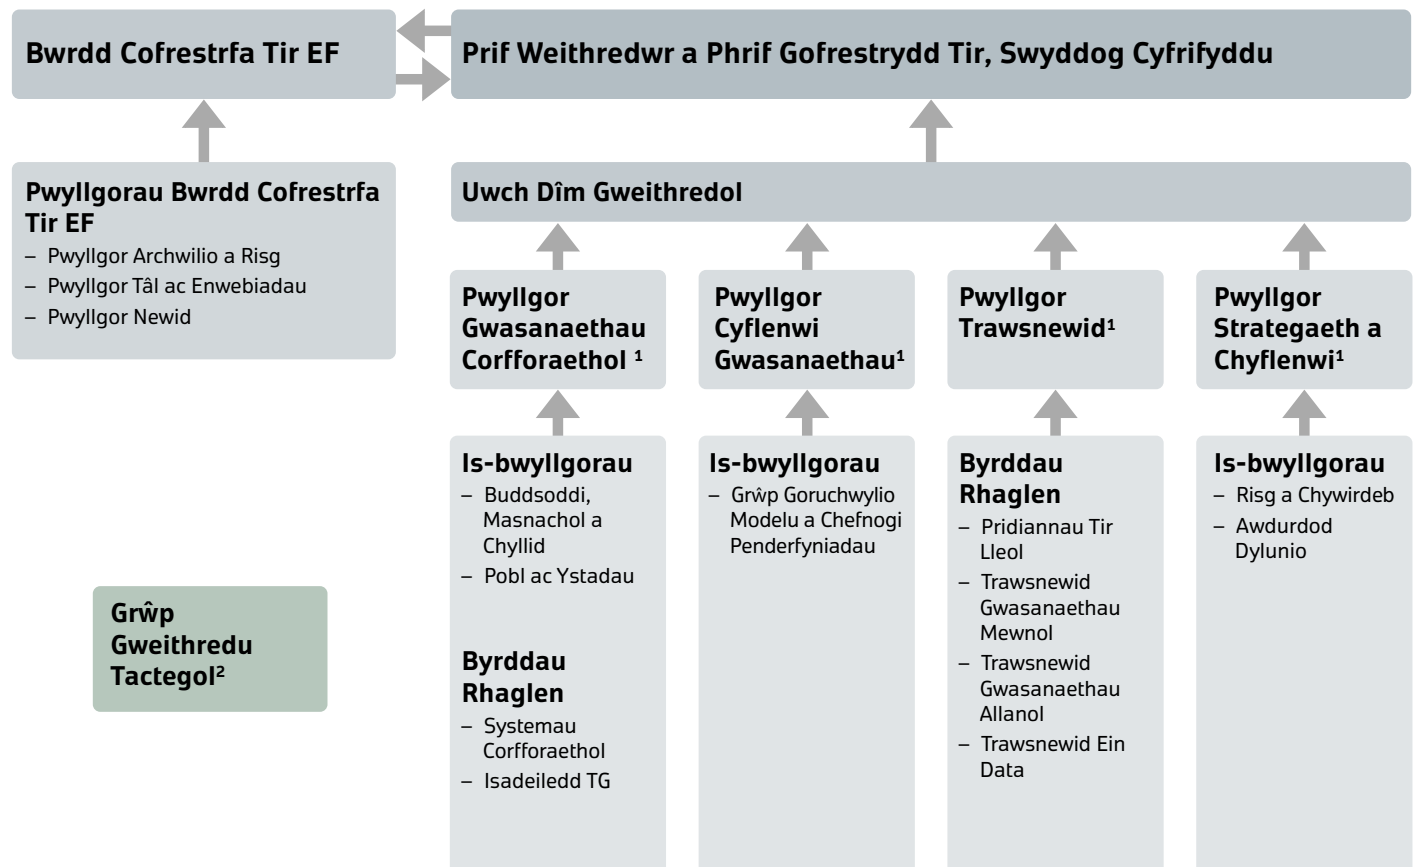 Bwrdd Cofrestrfa Tir EF
Prif Weithredwr a Phrif Gofrestrydd Tir, Swyddog Cyfrifyddu
Pwyllgorau Bwrdd Cofrestrfa
Tir EF
– Pwyllgor Archwilio a Risg
– Pwyllgor Tâl ac Enwebiadau
– Pwyllgor Newid
Uwch Dîm Gweithredol
Pwyllgor
Gwasanaethau
Corfforaethol ¹
Pwyllgor
Cyflenwi
Gwasanaethau¹
Pwyllgor
Trawsnewid¹
Pwyllgor
Strategaeth a
Chyflenwi¹
Is-bwyllgorau
– Buddsoddi,
Masnachol a
Chyllid
– Pobl ac Ystadau
Byrddau
Rhaglen
– Systemau
Corfforaethol
– Isadeiledd TG
Is-bwyllgorau
– Grŵp Goruchwylio
Modelu a Chefnogi
Penderfyniadau
Byrddau
Rhaglen
– Pridiannau Tir
Lleol
– Trawsnewid
Gwasanaethau
Mewnol
– Trawsnewid
Gwasanaethau
Allanol
– Trawsnewid Ein
Data
Is-bwyllgorau
– Risg a Chywirdeb
– Awdurdod
Dylunio
Grŵp
Gweithredu
Tactegol²